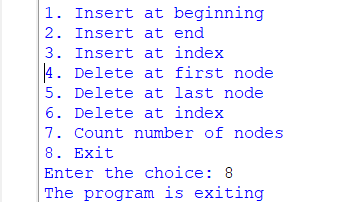 1. Insert at beginning
2. Insert at end
3. Insert at index
4. Delete at first node
5. Delete at last node
6. Delete at index
7. Count number of nodes
8. Exit
Enter the choice: 8
The program is exiting